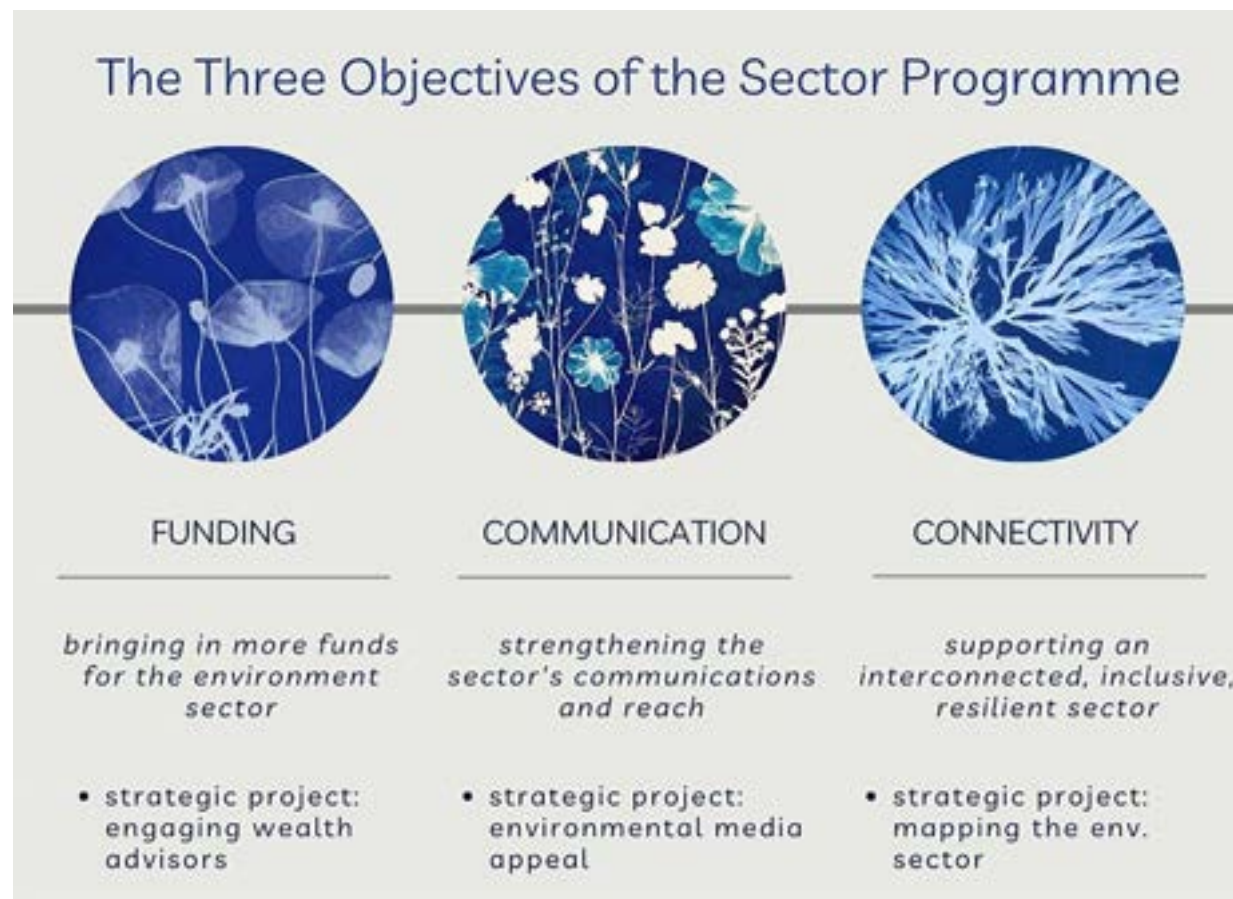 The Three Objectives of the Sector Programme
FUNDING
bringing in more funds
for the environment
sector
• strategic project:
engaging wealth
advisors
COMMUNICATION
strengthening the
sector's communications
and reach
• strategic project:
environmental media
appeal
CONNECTIVITY
supporting an
interconnected, inclusive,
resilient sector
• strategic project:
mapping the env.
sector